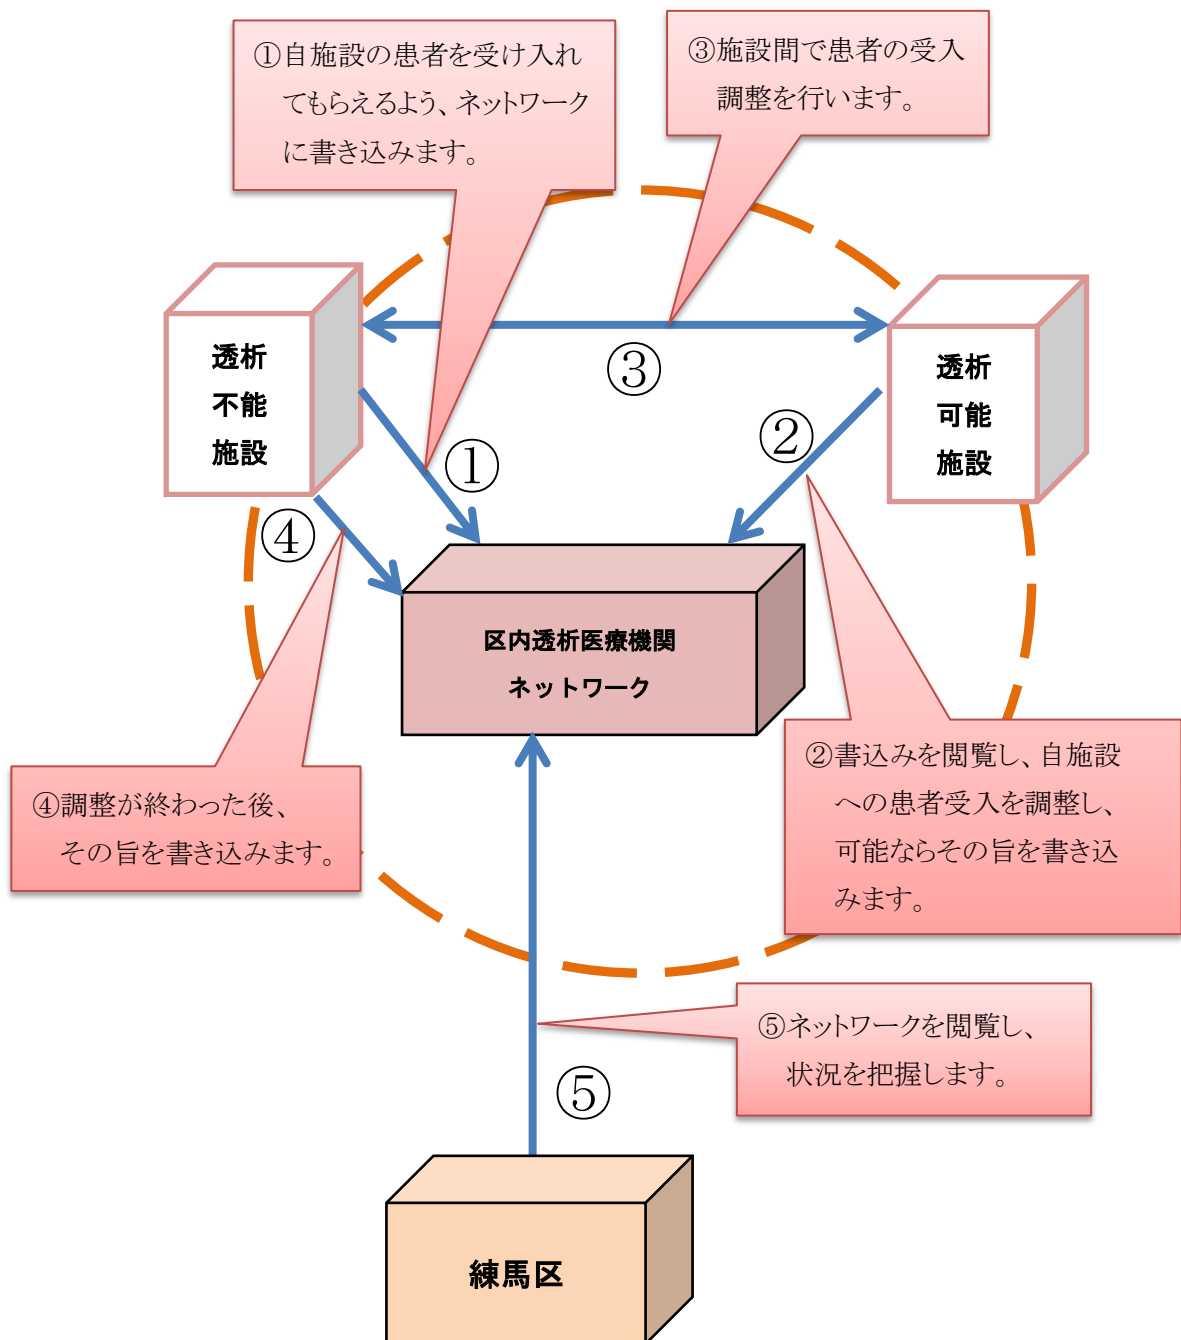 ①自施設の患者を受け入れ
てもらえるよう、ネットワーク
に書き込みます。
③施設間で患者の受入
調整を行います。
透析
不能
施設
③
透析
可能
施設
①
②
④
区内透析医療機関
ネットワーク
④調整が終わった後、
その旨を書き込みます。
②書込みを閲覧し、自施設
への患者受入を調整し、
可能ならその旨を書き込
みます。
⑤ネットワークを閲覧し、
状況を把握します。
⑤
練馬区